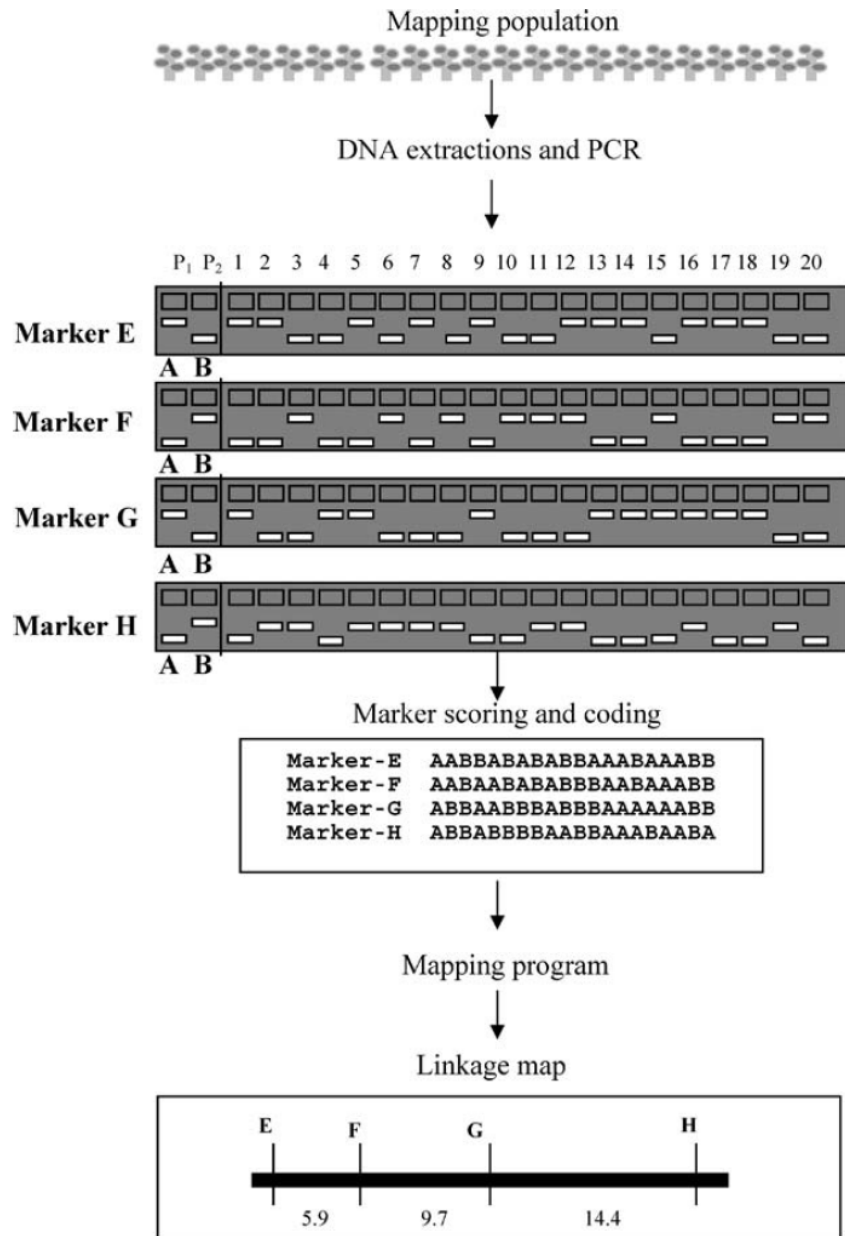 Mapping population
DNA extractions and PCR
P1 P2 1 2 3 4 5 6 7 8 9 10 11 12 13 14 15 16 17 18 19 20
Marker E
A B
Marker F
A B
Marker G
A B
Marker H
A B
Marker scoring and coding
Marker-E AABBABABABBAAABAAABB
Marker-F AABAABABABBBAABAAABB
Marker-G ABBAABBBABBBAAAAAABB
Marker-H ABBABBBBAABBAAABAABA
Mapping program
Linkage map
E F G H
5.9 9.7 14.4